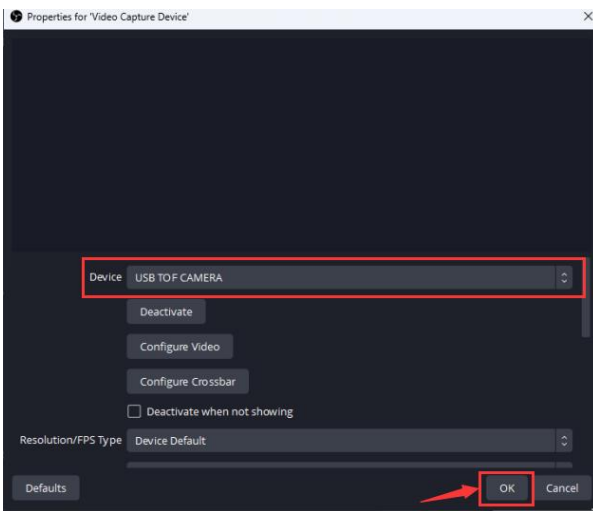 Properties for 'Video Capture Device'
Device USB TOF CAMERA
Deactivate
Configure Video
Configure Crossbar
Deactivate when not showing
Resolution/FPS Type Device Default
Defaults OK Cancel